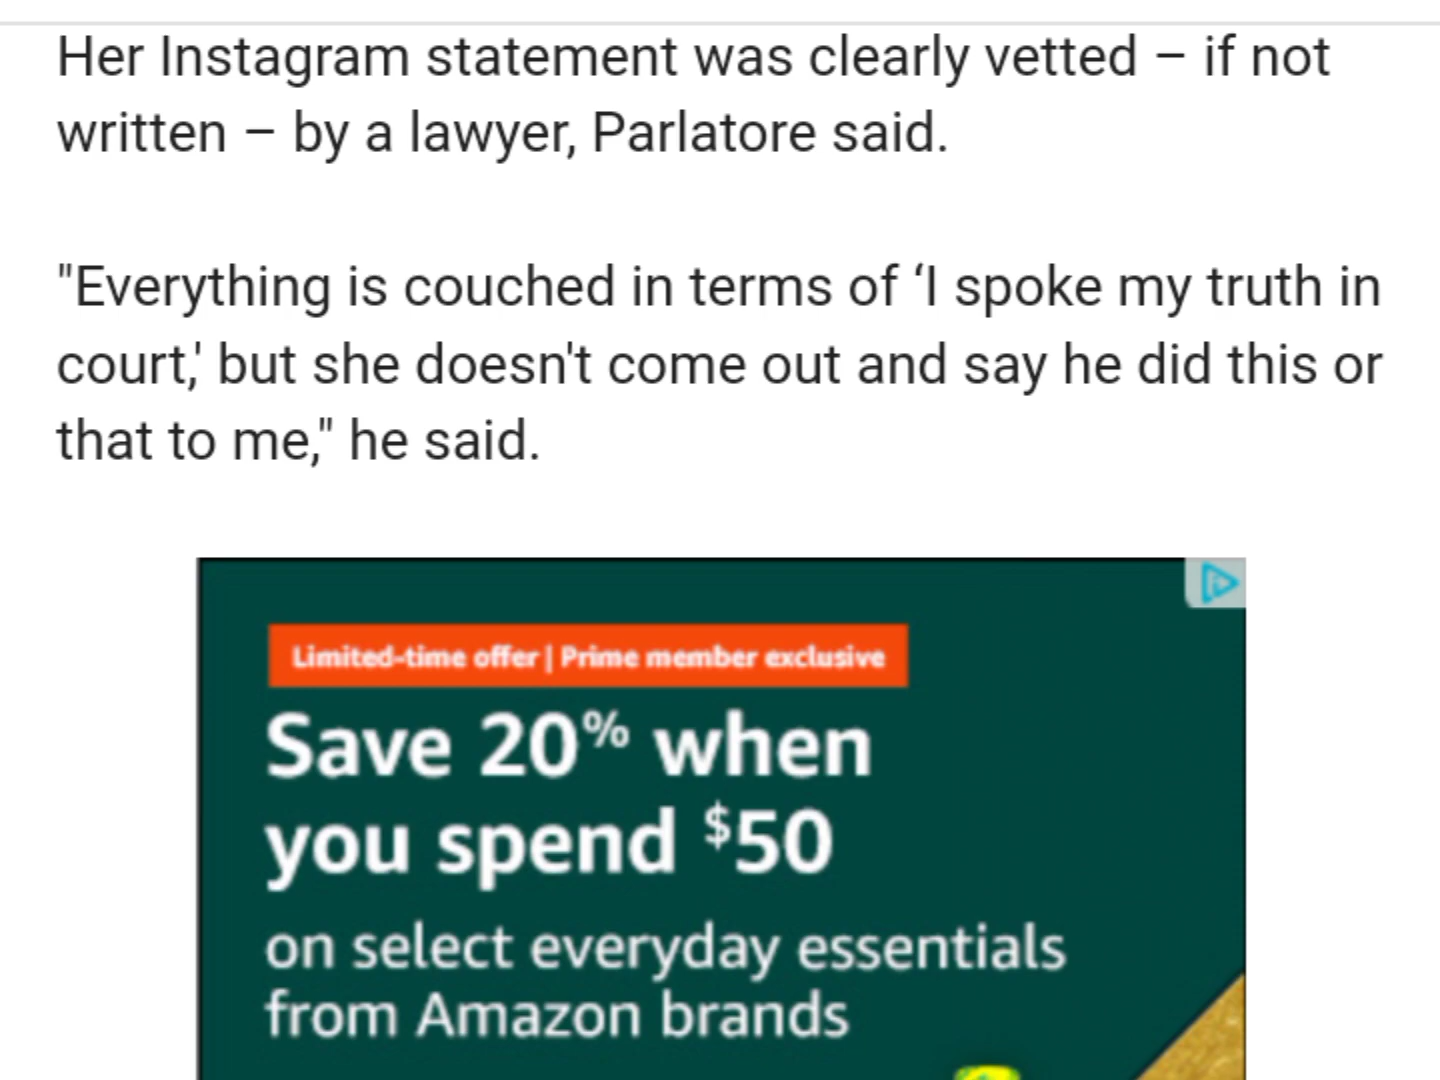 Her Instagram statement was clearly vetted – if not
written – by a lawyer, Parlatore said.
"Everything is couched in terms of ‘I spoke my truth in
court,' but she doesn't come out and say he did this or
that to me," he said.
Limited-time offer | Prime member exclusive
Save 20% when
you spend $50
on select everyday essentials
from Amazon brands